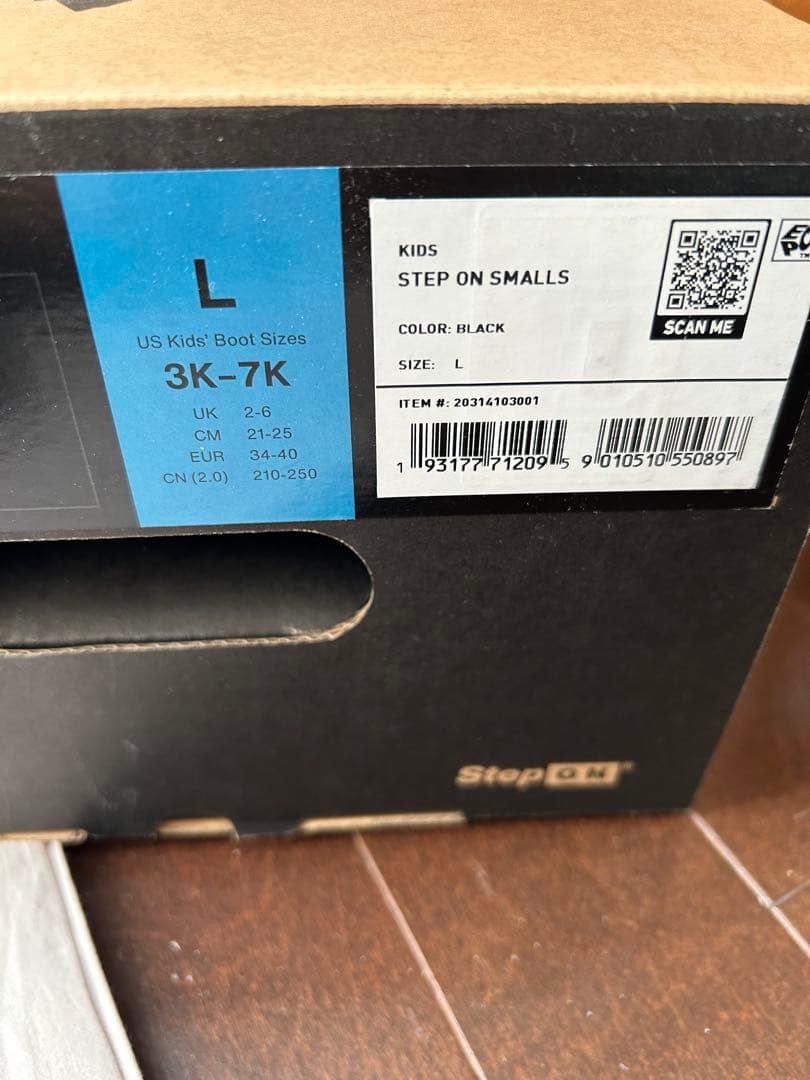 L
US Kids' Boot Sizes
3K-7K
UK 2-6
CM 21-25
EUR 34-40
CN (2.0) 210-250
KIDS
STEP ON SMALLS
COLOR: BLACK
SIZE: L
SCAN ME
ITEM #: 20314103001
1 93177 71209 5
9 010510 550897
Step ON®